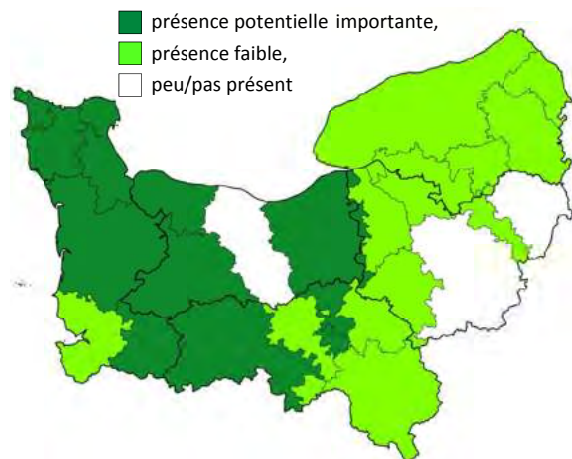 présence potentielle importante,
présence faible,
peu/pas présent